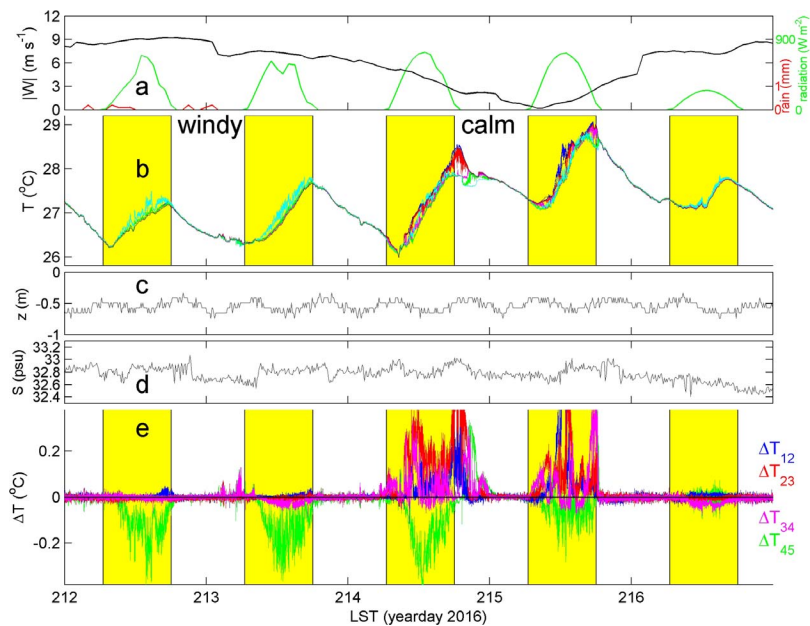 12
9
6
3
0
|W| (m s⁻¹)
a
900
1
0
rain (mm)
0 radiation (W m⁻²)
29
28
27
26
T (°C)
windy
calm
b
0
-0.5
-1
z (m)
c
33.2
33
32.8
32.6
32.4
S (psu)
d
0.2
0
-0.2
ΔT (°C)
e
ΔT₁₂
ΔT₂₃
ΔT₃₄
ΔT₄₅
212
213
214
215
216
LST (yearday 2016)